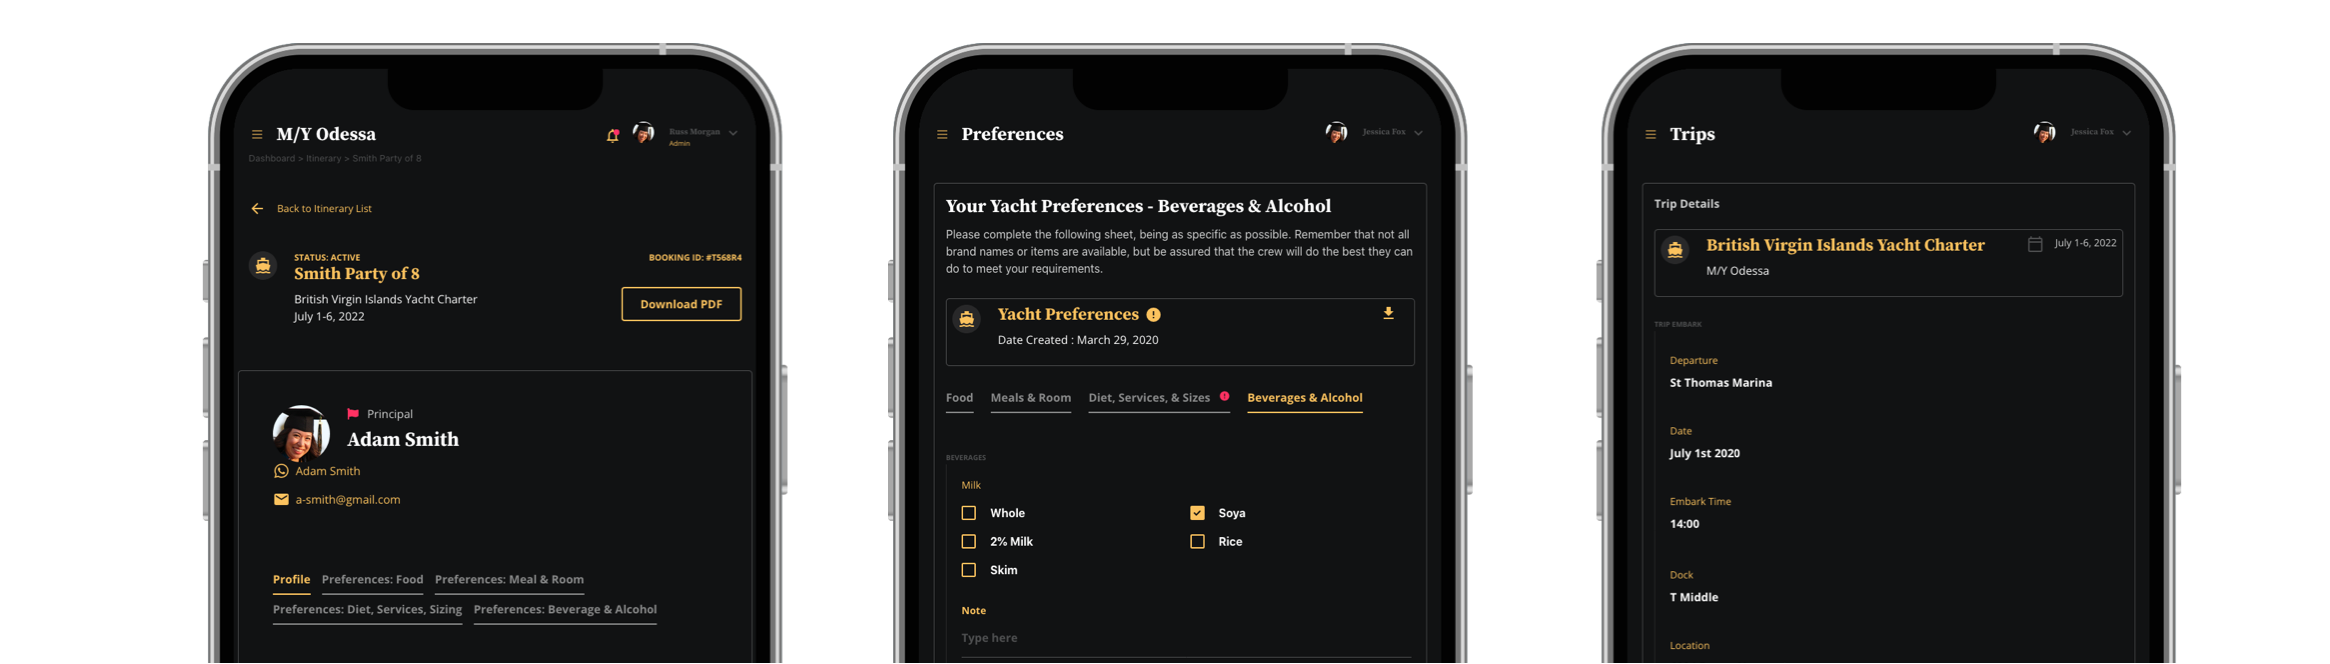 M/Y Odessa
Russ Morgan
Admin
Dashboard > Itinerary > Smith Party of 8
Back to Itinerary List
STATUS: ACTIVE
BOOKING ID: #T568R4
Smith Party of 8
British Virgin Islands Yacht Charter
July 1-6, 2022
Download PDF
Principal
Adam Smith
Adam Smith
a-smith@gmail.com
Profile Preferences: Food Preferences: Meal & Room
Preferences: Diet, Services, Sizing Preferences: Beverage & Alcohol
Preferences
Jessica Fox
Your Yacht Preferences - Beverages & Alcohol
Please complete the following sheet, being as specific as possible. Remember that not all
brand names or items are available, but be assured that the crew will do the best they can
do to meet your requirements.
Yacht Preferences
Date Created : March 29, 2020
Food Meals & Room Diet, Services, & Sizes Beverages & Alcohol
BEVERAGES
Milk
Whole Soya
2% Milk Rice
Skim
Note
Type here
Trips
Jessica Fox
Trip Details
British Virgin Islands Yacht Charter
July 1-6, 2022
M/Y Odessa
TRIP EMBARK
Departure
St Thomas Marina
Date
July 1st 2020
Embark Time
14:00
Dock
T Middle
Location